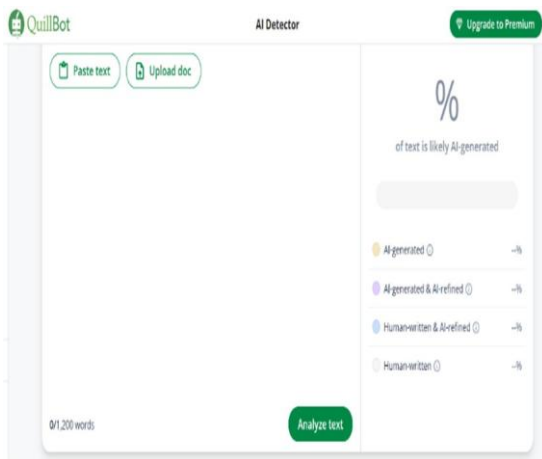 QuillBot
AI Detector
Upgrade to Premium
Paste text
Upload doc
%
of text is likely AI-generated
AI-generated --%
AI-generated & AI-refined --%
Human-written & AI-refined --%
Human-written --%
0/1,200 words
Analyze text